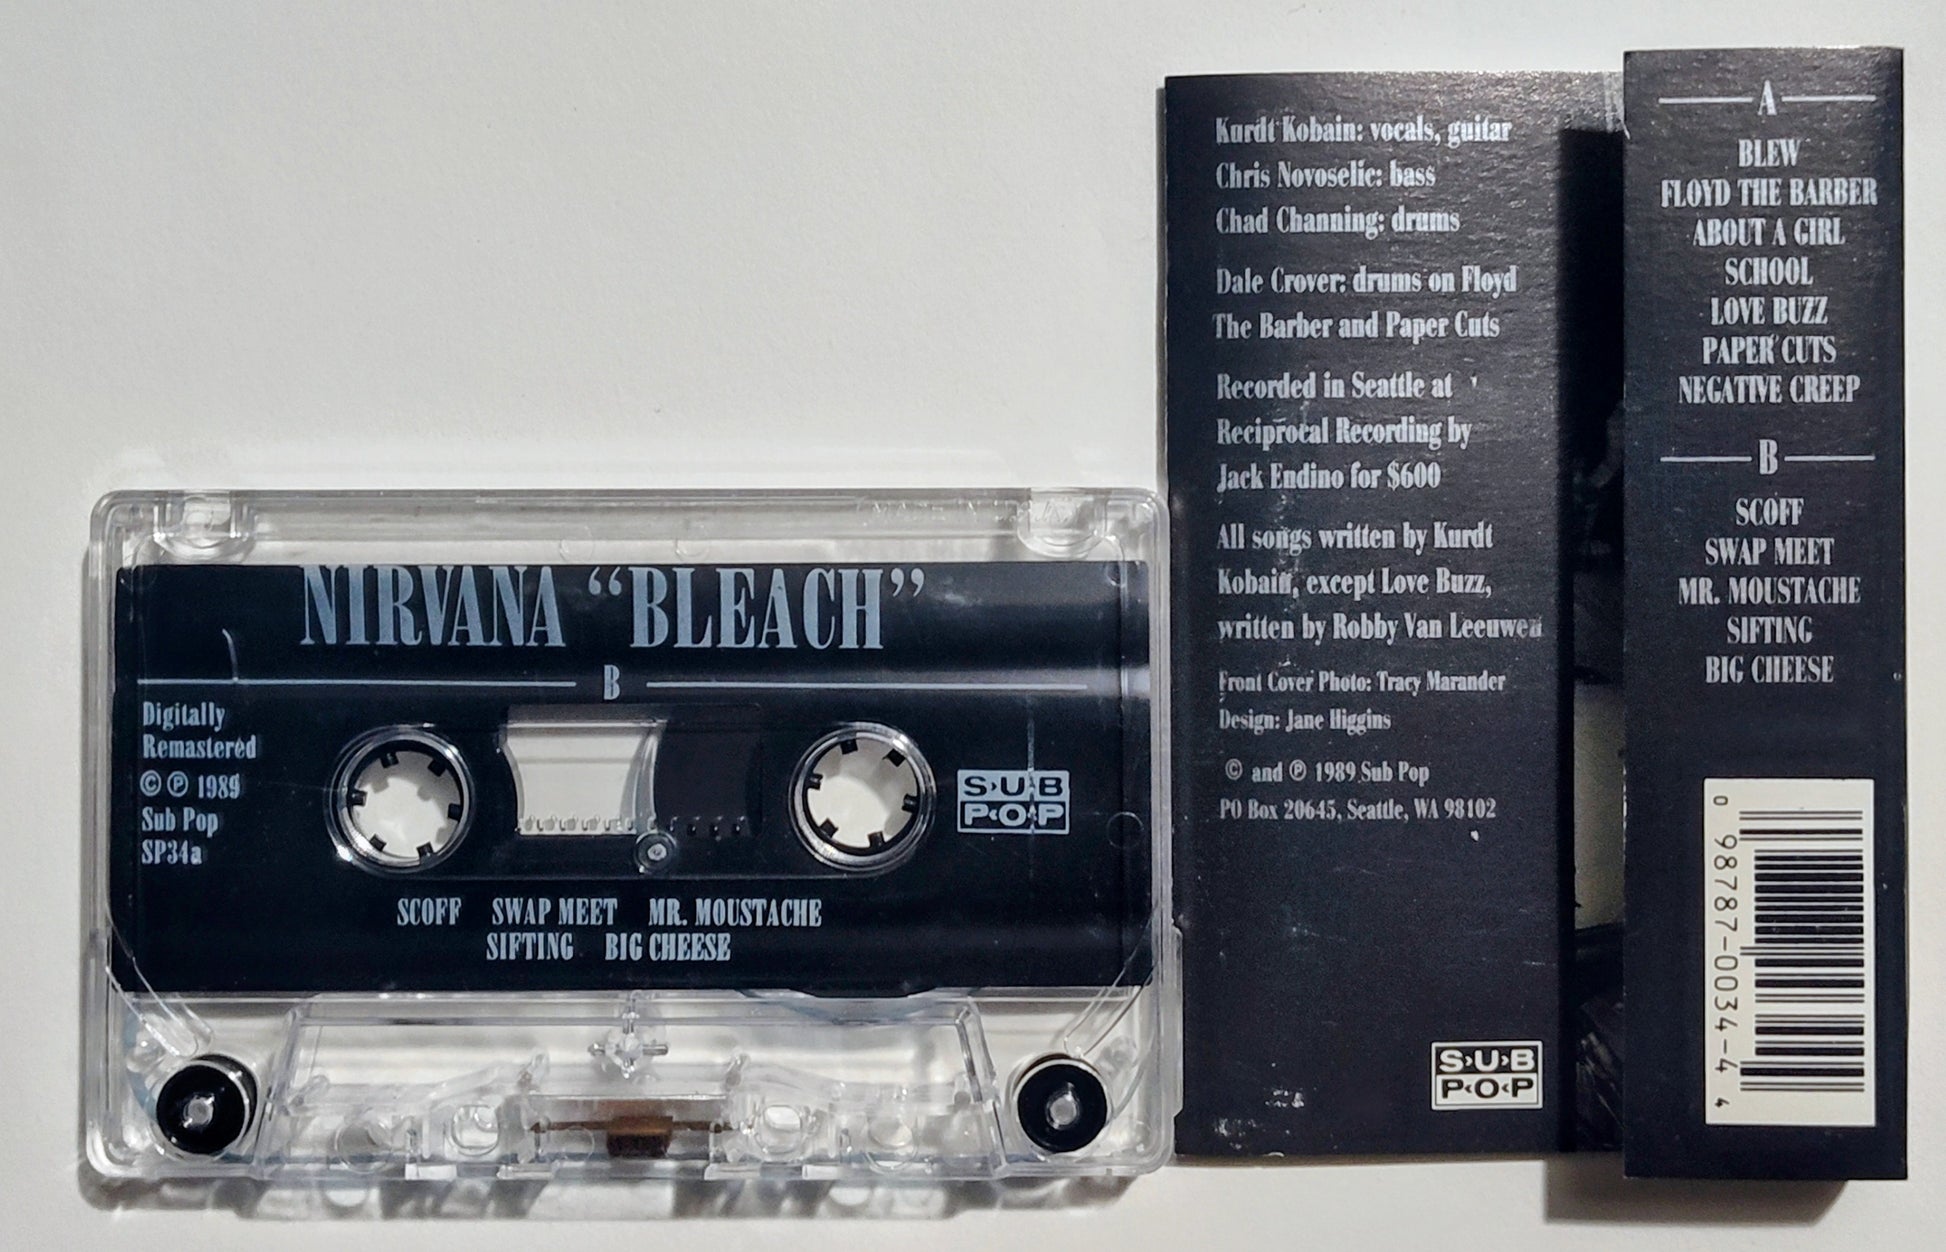 NIRVANA “BLEACH”
B
Digitally
Remastered
© ℗ 1989
Sub Pop
SP34a
SUB
POP
SCOFF SWAP MEET MR. MOUSTACHE
SIFTING BIG CHEESE
Kurdt Kobain: vocals, guitar
Chris Novoselic: bass
Chad Channing: drums
Dale Crover: drums on Floyd
The Barber and Paper Cuts
Recorded in Seattle at
Reciprocal Recording by
Jack Endino for $600
All songs written by Kurdt
Kobain, except Love Buzz,
written by Robby Van Leeuwen
Front Cover Photo: Tracy Marander
Design: Jane Higgins
© and ℗ 1989 Sub Pop
PO Box 20645, Seattle, WA 98102
SUB
POP
A
BLEW
FLOYD THE BARBER
ABOUT A GIRL
SCHOOL
LOVE BUZZ
PAPER CUTS
NEGATIVE CREEP
B
SCOFF
SWAP MEET
MR. MOUSTACHE
SIFTING
BIG CHEESE
0 98787-0034-4 4